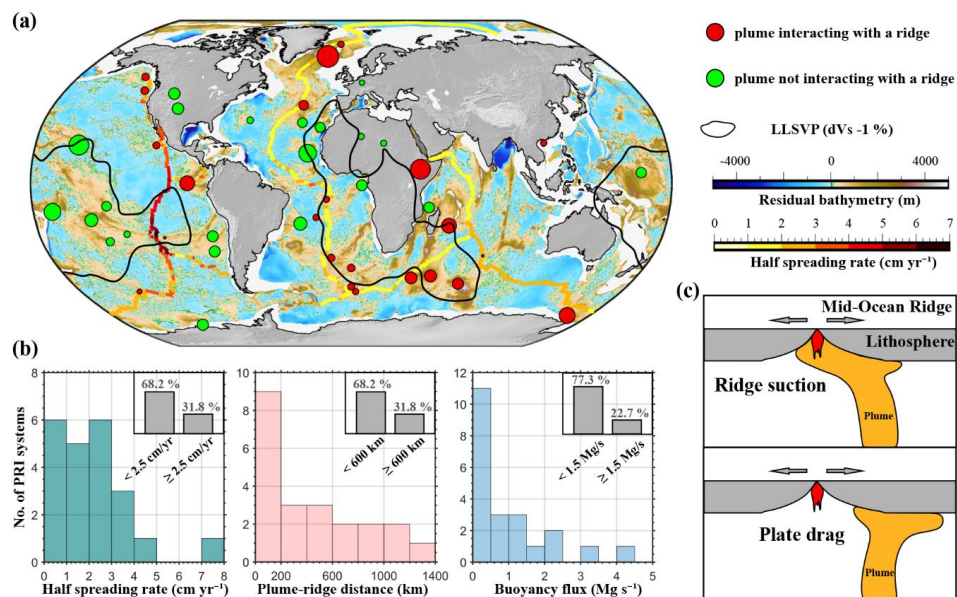 (a)
plume interacting with a ridge
plume not interacting with a ridge
LLSVP (dVs -1 %)
-4000 0 4000
Residual bathymetry (m)
0 1 2 3 4 5 6 7
Half spreading rate (cm yr⁻¹)
(b)
No. of PRI systems
8
6
4
2
0
0 1 2 3 4 5 6 7 8
Half spreading rate (cm yr⁻¹)
68.2 %
31.8 %
< 2.5 cm/yr
≥ 2.5 cm/yr
10
8
6
4
2
0
0 200 600 1000 1400
Plume-ridge distance (km)
68.2 %
31.8 %
< 600 km
≥ 600 km
12
10
8
6
4
2
0
0 1 2 3 4 5
Buoyancy flux (Mg s⁻¹)
77.3 %
22.7 %
< 1.5 Mg/s
≥ 1.5 Mg/s
(c)
Mid-Ocean Ridge
Lithosphere
Ridge suction
Plume
Plate drag
Plume